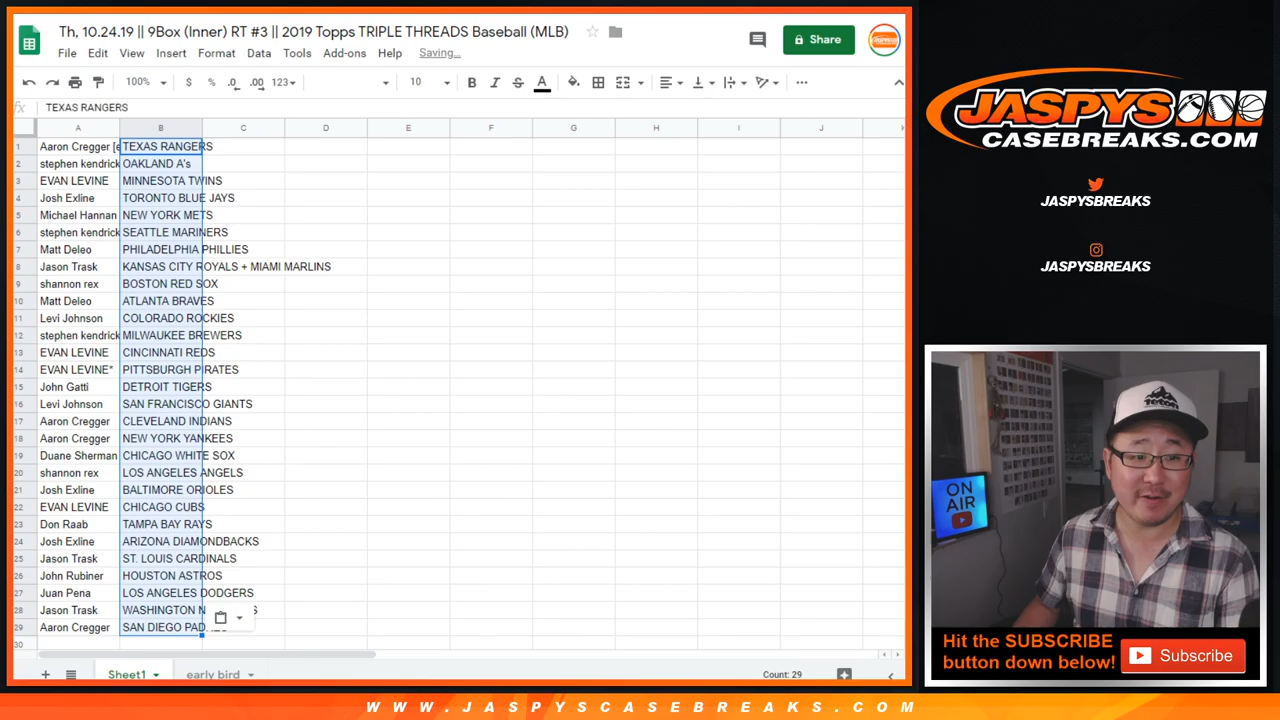 Th, 10.24.19 || 9Box (Inner) RT #3 || 2019 Topps TRIPLE THREADS Baseball (MLB)
File Edit View Insert Format Data Tools Add-ons Help Saving...
Share
100% $ % .0 .00 123 10 B I S A
fx TEXAS RANGERS
A B C D E F G H I J
1 Aaron Cregger [e TEXAS RANGERS
2 stephen kendrick OAKLAND A's
3 EVAN LEVINE MINNESOTA TWINS
4 Josh Exline TORONTO BLUE JAYS
5 Michael Hannan NEW YORK METS
6 stephen kendrick SEATTLE MARINERS
7 Matt Deleo PHILADELPHIA PHILLIES
8 Jason Trask KANSAS CITY ROYALS + MIAMI MARLINS
9 shannon rex BOSTON RED SOX
10 Matt Deleo ATLANTA BRAVES
11 Levi Johnson COLORADO ROCKIES
12 stephen kendrick MILWAUKEE BREWERS
13 EVAN LEVINE CINCINNATI REDS
14 EVAN LEVINE* PITTSBURGH PIRATES
15 John Gatti DETROIT TIGERS
16 Levi Johnson SAN FRANCISCO GIANTS
17 Aaron Cregger CLEVELAND INDIANS
18 Aaron Cregger NEW YORK YANKEES
19 Duane Sherman CHICAGO WHITE SOX
20 shannon rex LOS ANGELES ANGELS
21 Josh Exline BALTIMORE ORIOLES
22 EVAN LEVINE CHICAGO CUBS
23 Don Raab TAMPA BAY RAYS
24 Josh Exline ARIZONA DIAMONDBACKS
25 Jason Trask ST. LOUIS CARDINALS
26 John Rubiner HOUSTON ASTROS
27 Juan Pena LOS ANGELES DODGERS
28 Jason Trask WASHINGTON N S
29 Aaron Cregger SAN DIEGO PAD
30
Sheet1 early bird Count: 29
JASPYS
CASEBREAKS.COM
JASPYSBREAKS
JASPYSBREAKS
ON
AIR
Teton
Hit the SUBSCRIBE
button down below!
Subscribe
WWW.JASPYSCASEBREAKS.COM